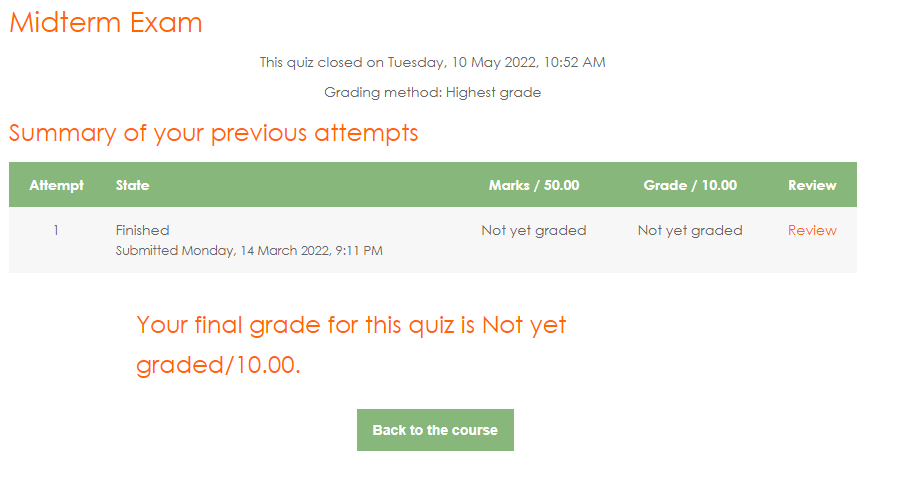 Midterm Exam
This quiz closed on Tuesday, 10 May 2022, 10:52 AM
Grading method: Highest grade
Summary of your previous attempts
Attempt State Marks / 50.00 Grade / 10.00 Review
1 Finished Not yet graded Not yet graded Review
Submitted Monday, 14 March 2022, 9:11 PM
Your final grade for this quiz is Not yet
graded/10.00.
Back to the course